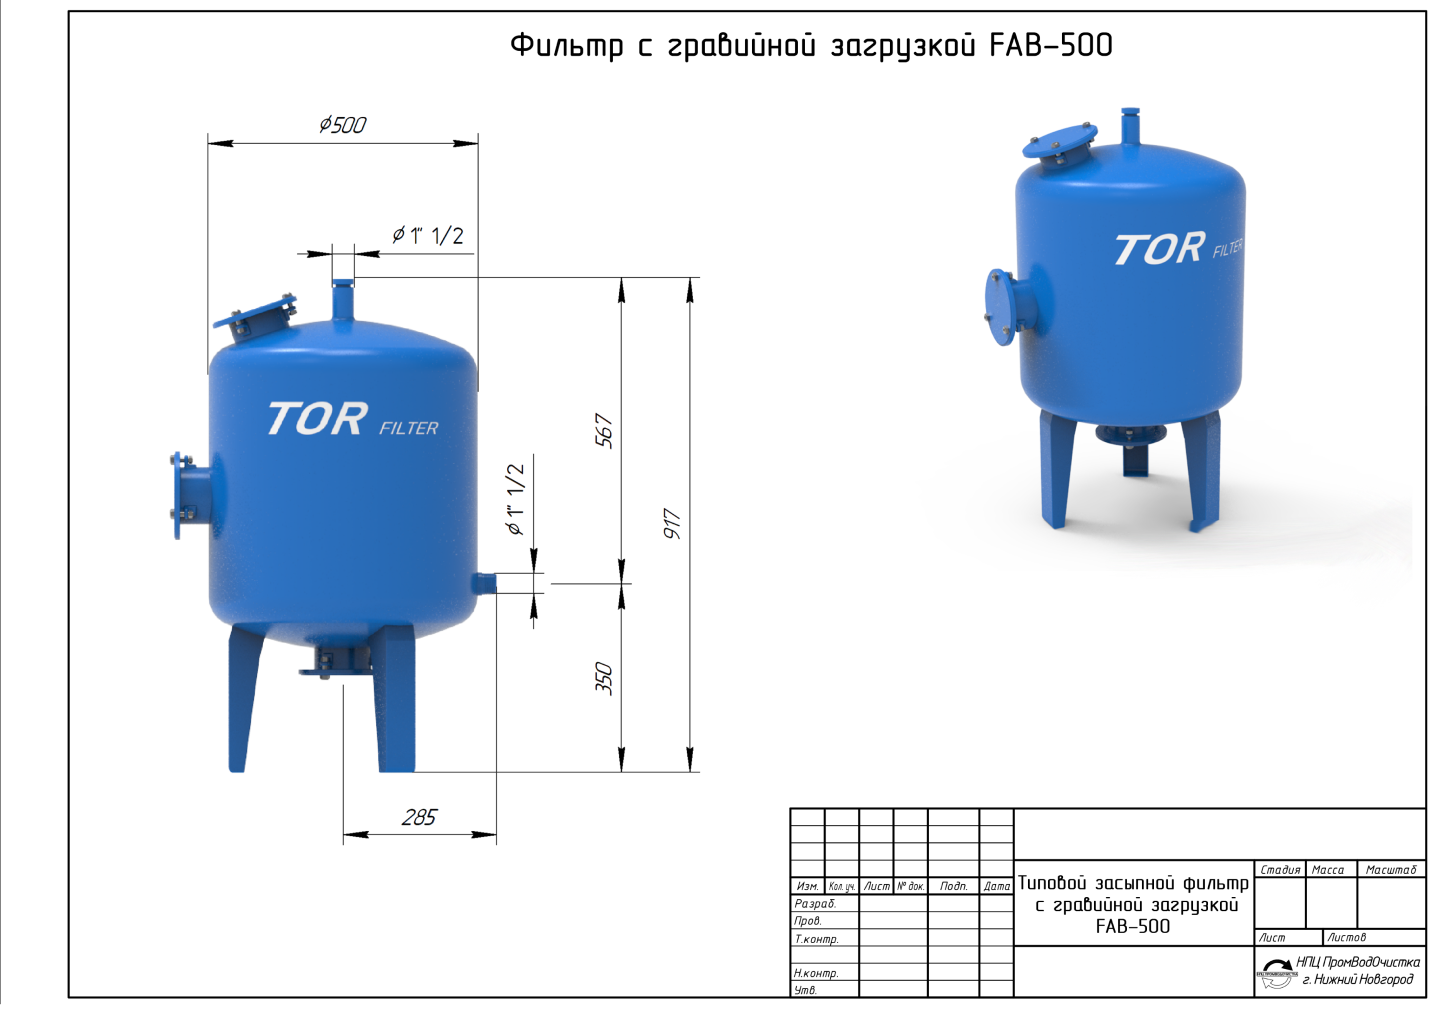 Фильтр с гравийной загрузкой FAB-500
⌀500
⌀ 1" 1/2
TOR FILTER
567
⌀ 1" 1/2
917
350
285
TOR FILTER
Изм. Кол. уч. Лист № док. Подп. Дата
Разраб.
Пров.
Т.контр.
Н.контр.
Утв.
Типовой засыпной фильтр
с гравийной загрузкой
FAB-500
Стадия Масса Масштаб
Лист Листов
НПЦ ПромВодОчистка
г. Нижний Новгород